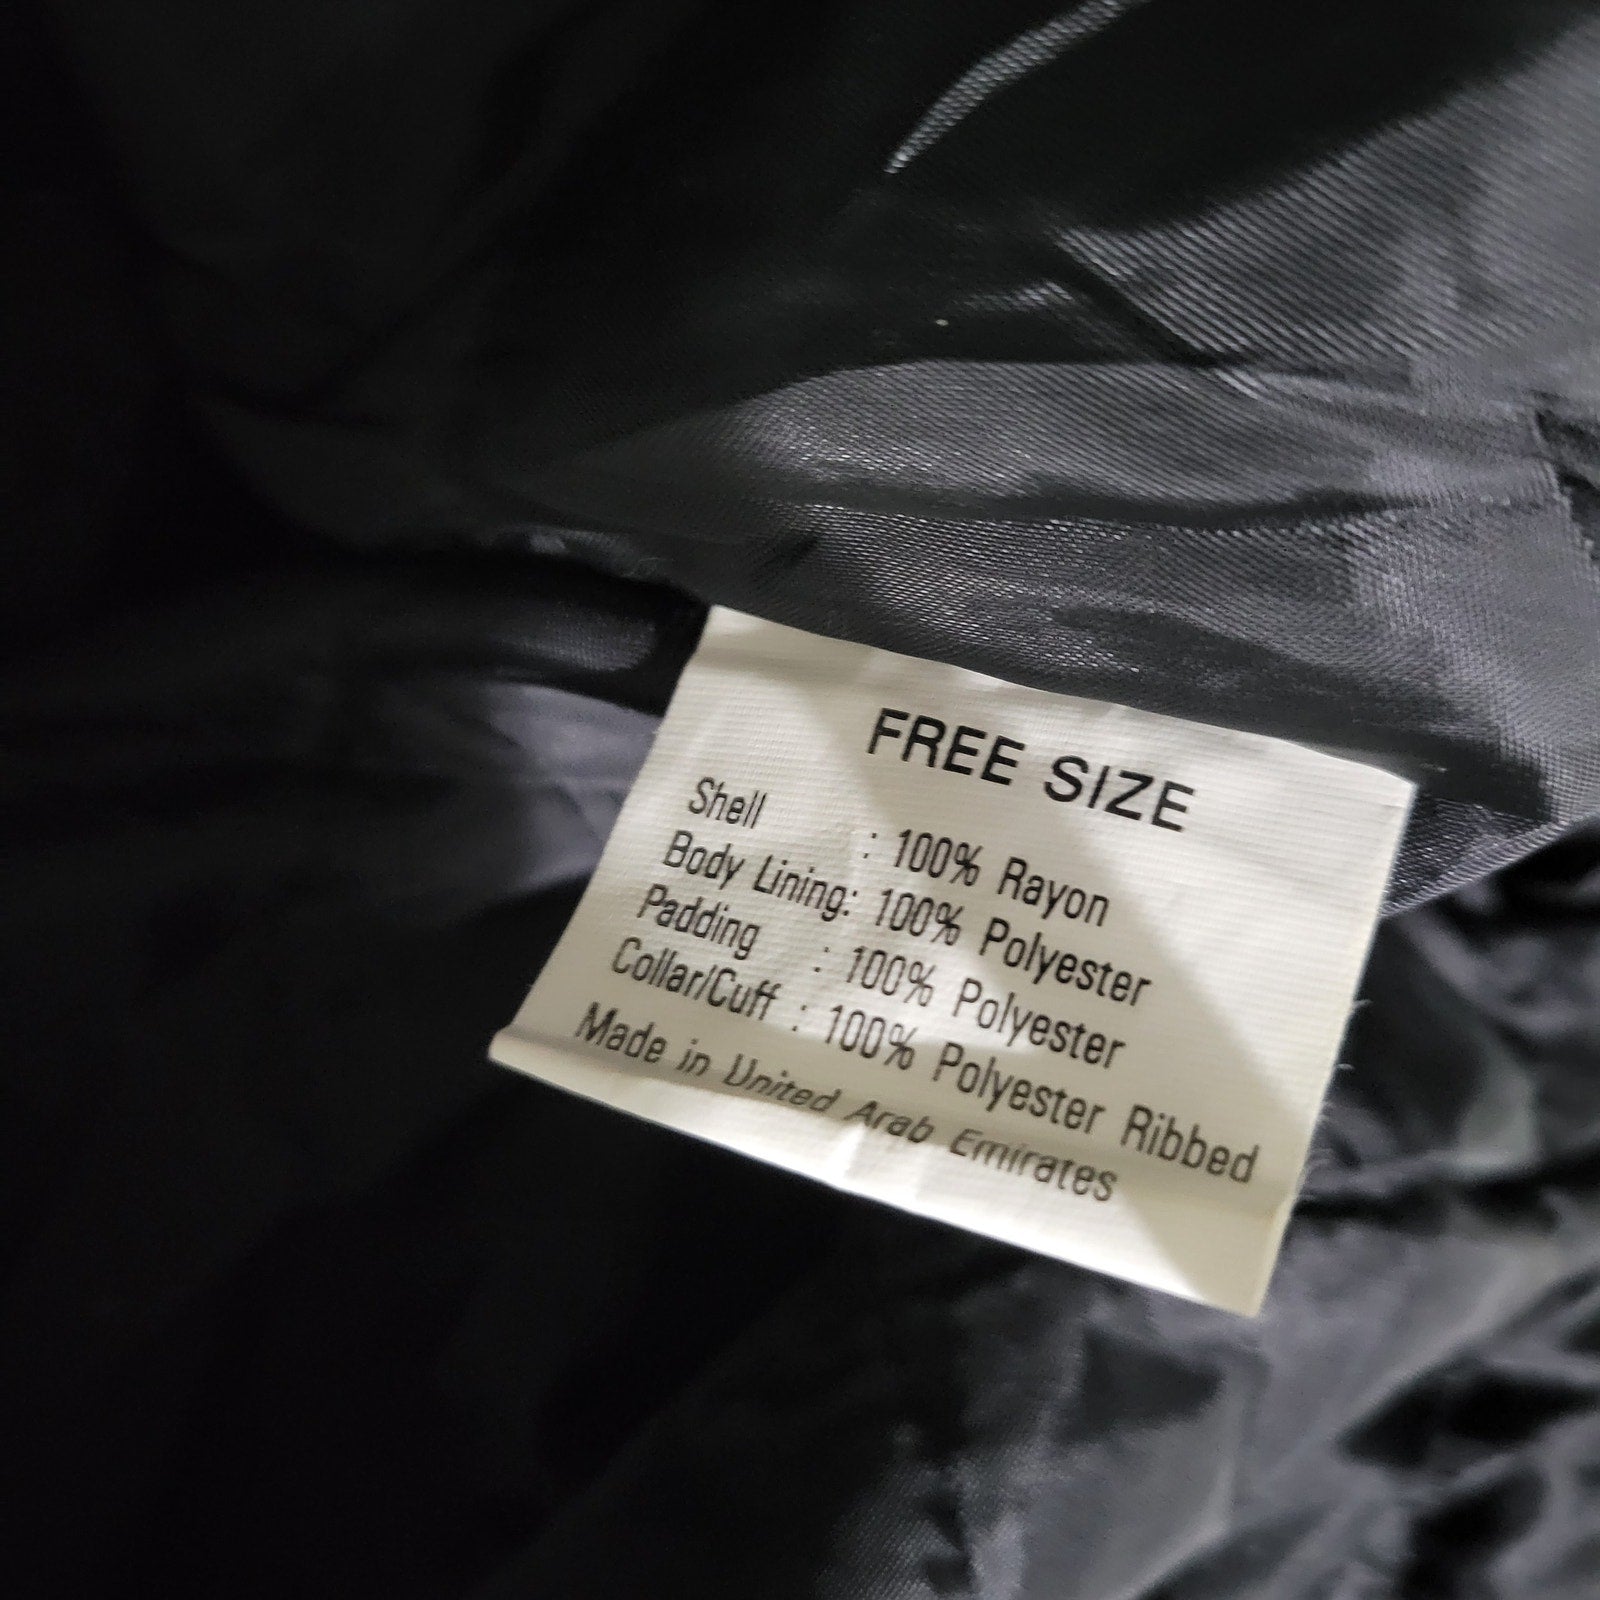 FREE SIZE
Shell : 100% Rayon
Body Lining: 100% Polyester
Padding : 100% Polyester
Collar/Cuff : 100% Polyester Ribbed
Made in United Arab Emirates